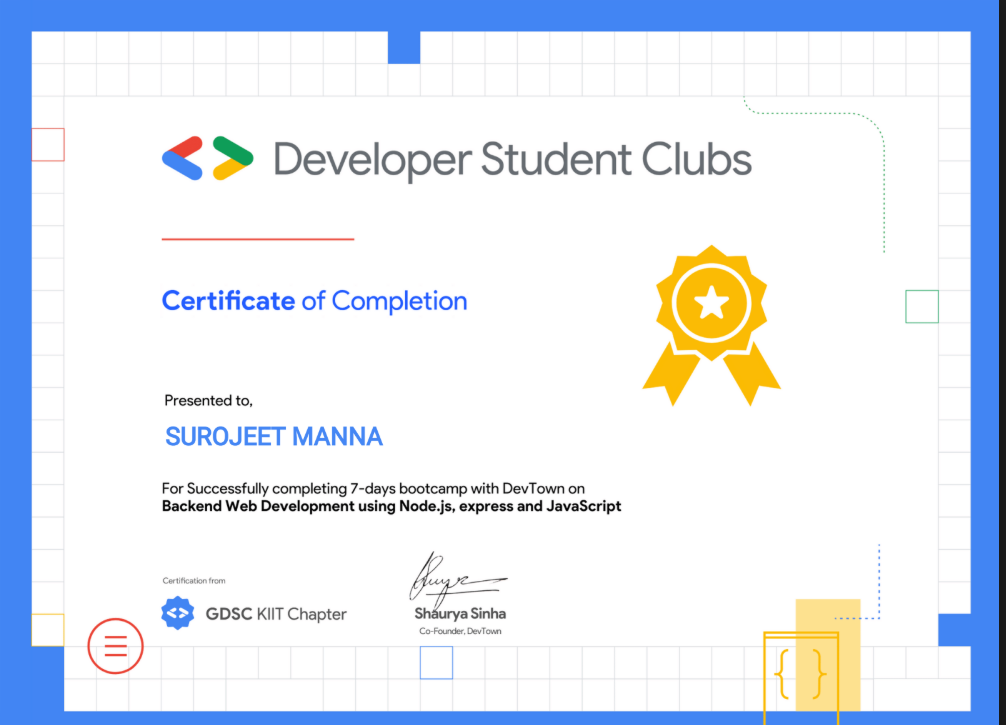 Developer Student Clubs
Certificate of Completion
Presented to,
SUROJEET MANNA
For Successfully completing 7-days bootcamp with DevTown on
Backend Web Development using Node.js, express and JavaScript
Certification from
GDSC KIIT Chapter
Shaurya Sinha
Co-Founder, DevTown